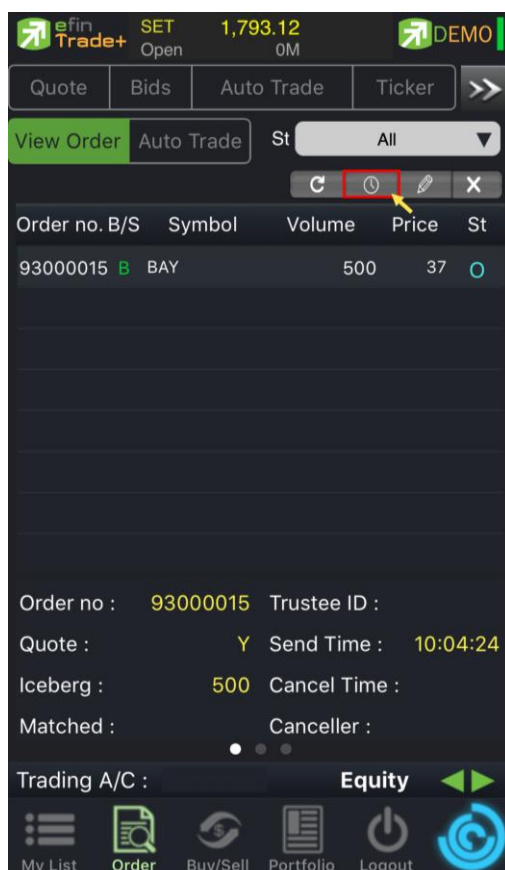 efin Trade+ SET 1,793.12 DEMO
Open 0M
Quote Bids Auto Trade Ticker >>
View Order Auto Trade St All
Order no. B/S Symbol Volume Price St
93000015 B BAY 500 37 O
Order no : 93000015 Trustee ID :
Quote : Y Send Time : 10:04:24
Iceberg : 500 Cancel Time :
Matched : Canceller :
Trading A/C : Equity
My List Order Buy/Sell Portfolio Logout